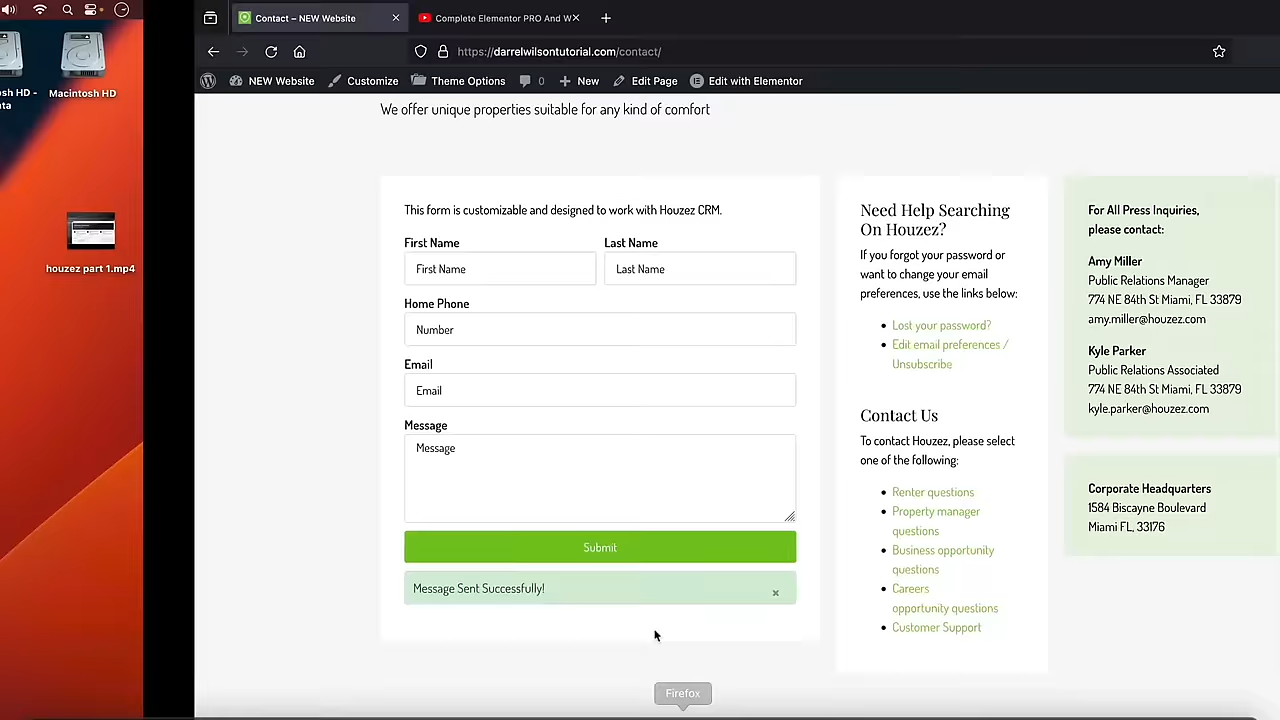 Contact – NEW Website
Complete Elementor PRO And W
https://darrelwilsontutorial.com/contact/
NEW Website
Customize
Theme Options
New
Edit Page
Edit with Elementor
Macintosh HD
sh HD -
ata
houzez part 1.mp4
We offer unique properties suitable for any kind of comfort
This form is customizable and designed to work with Houzez CRM.
First Name
Last Name
First Name
Last Name
Home Phone
Number
Email
Email
Message
Message
Submit
Message Sent Successfully!
Need Help Searching
On Houzez?
If you forgot your password or
want to change your email
preferences, use the links below:
Lost your password?
Edit email preferences /
Unsubscribe
Contact Us
To contact Houzez, please select
one of the following:
Renter questions
Property manager
questions
Business opportunity
questions
Careers
opportunity questions
Customer Support
For All Press Inquiries,
please contact:
Amy Miller
Public Relations Manager
774 NE 84th St Miami, FL 33879
amy.miller@houzez.com
Kyle Parker
Public Relations Associated
774 NE 84th St Miami, FL 33879
kyle.parker@houzez.com
Corporate Headquarters
1584 Biscayne Boulevard
Miami FL, 33176
Firefox